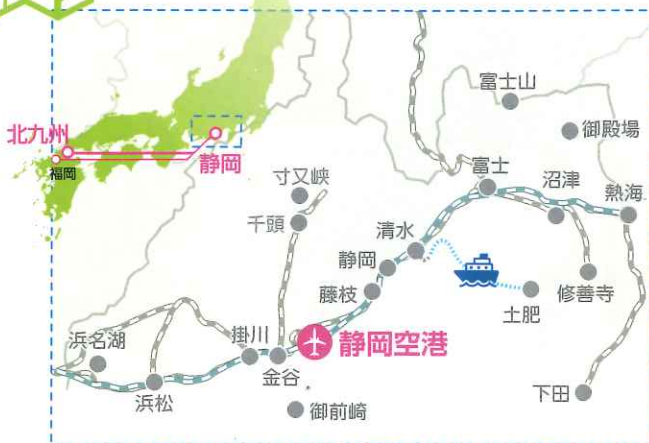 北九州
福岡
静岡
富士山
御殿場
富士
沼津
熱海
寸又峡
千頭
清水
静岡
藤枝
土肥
修善寺
静岡空港
浜名湖
掛川
金谷
浜松
御前崎
下田